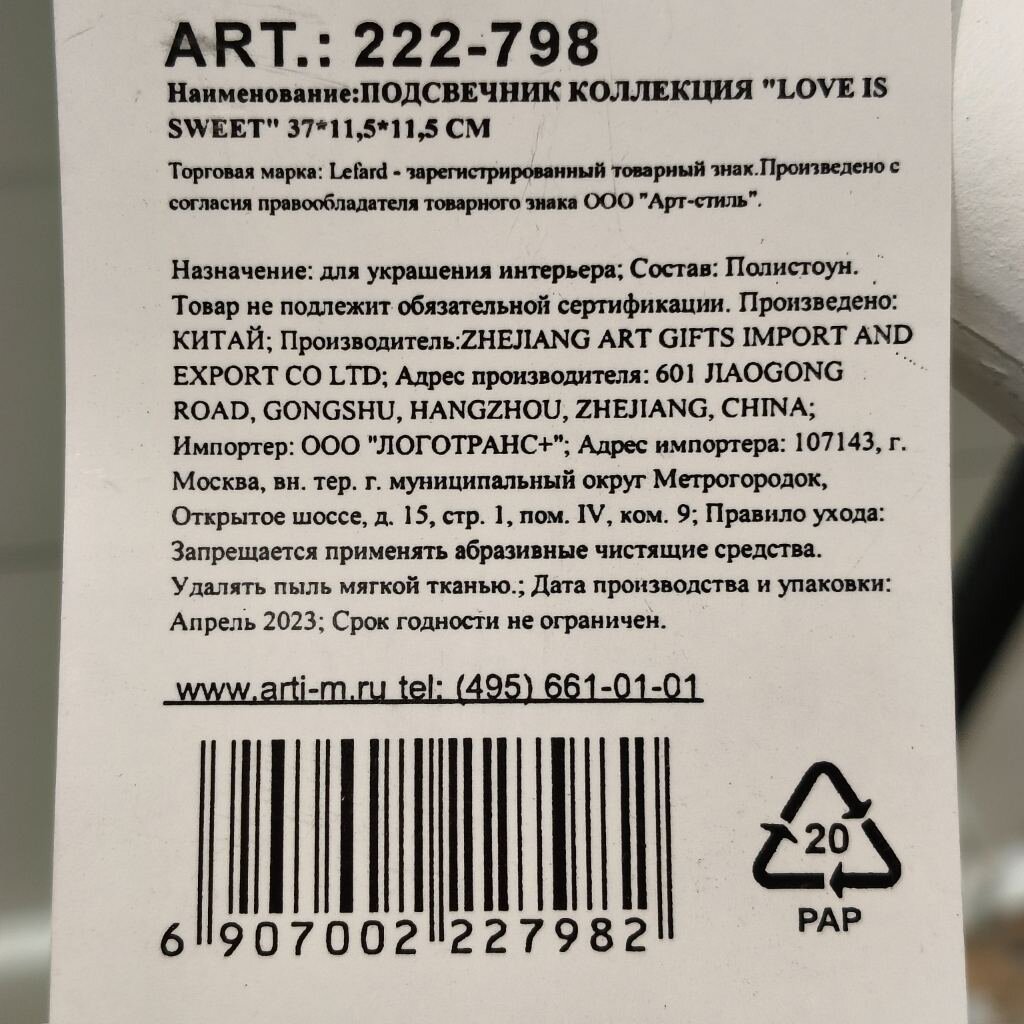 ART.: 222-798
Наименование:ПОДСВЕЧНИК КОЛЛЕКЦИЯ "LOVE IS
SWEET" 37*11,5*11,5 СМ
Торговая марка: Lefard - зарегистрированный товарный знак.Произведено с
согласия правообладателя товарного знака ООО "Арт-стиль".
Назначение: для украшения интерьера; Состав: Полистоун.
Товар не подлежит обязательной сертификации. Произведено:
КИТАЙ; Производитель:ZHEJIANG ART GIFTS IMPORT AND
EXPORT CO LTD; Адрес производителя: 601 JIAOGONG
ROAD, GONGSHU, HANGZHOU, ZHEJIANG, CHINA;
Импортер: ООО "ЛОГОТРАНС+"; Адрес импортера: 107143, г.
Москва, вн. тер. г. муниципальный округ Метрогородок,
Открытое шоссе, д. 15, стр. 1, пом. IV, ком. 9; Правило ухода:
Запрещается применять абразивные чистящие средства.
Удалять пыль мягкой тканью.; Дата производства и упаковки:
Апрель 2023; Срок годности не ограничен.
www.arti-m.ru tel: (495) 661-01-01
6 907002 227982
20
PAP